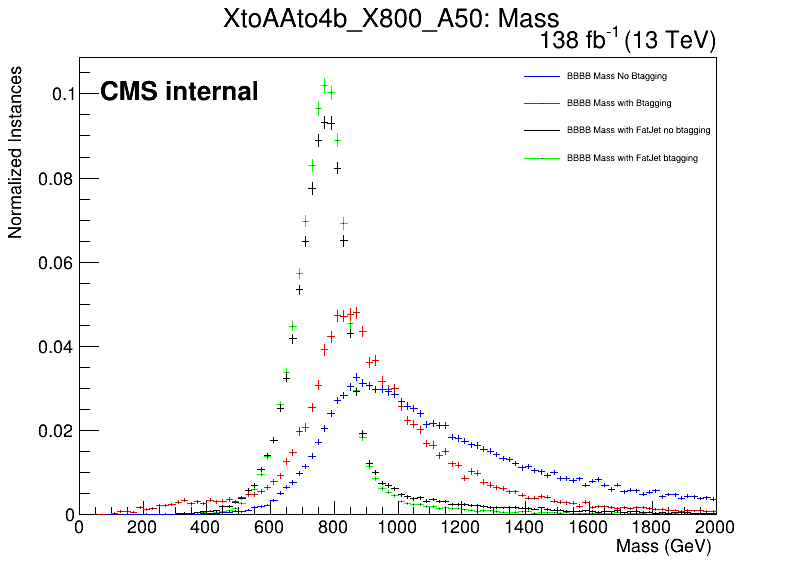 XtoAAto4b_X800_A50: Mass
138 fb-1 (13 TeV)
CMS internal
BBBB Mass No Btagging
BBBB Mass with Btagging
BBBB Mass with FatJet no btagging
BBBB Mass with FatJet btagging
Normalized Instances
0.1
0.08
0.06
0.04
0.02
0
0 200 400 600 800 1000 1200 1400 1600 1800 2000
Mass (GeV)